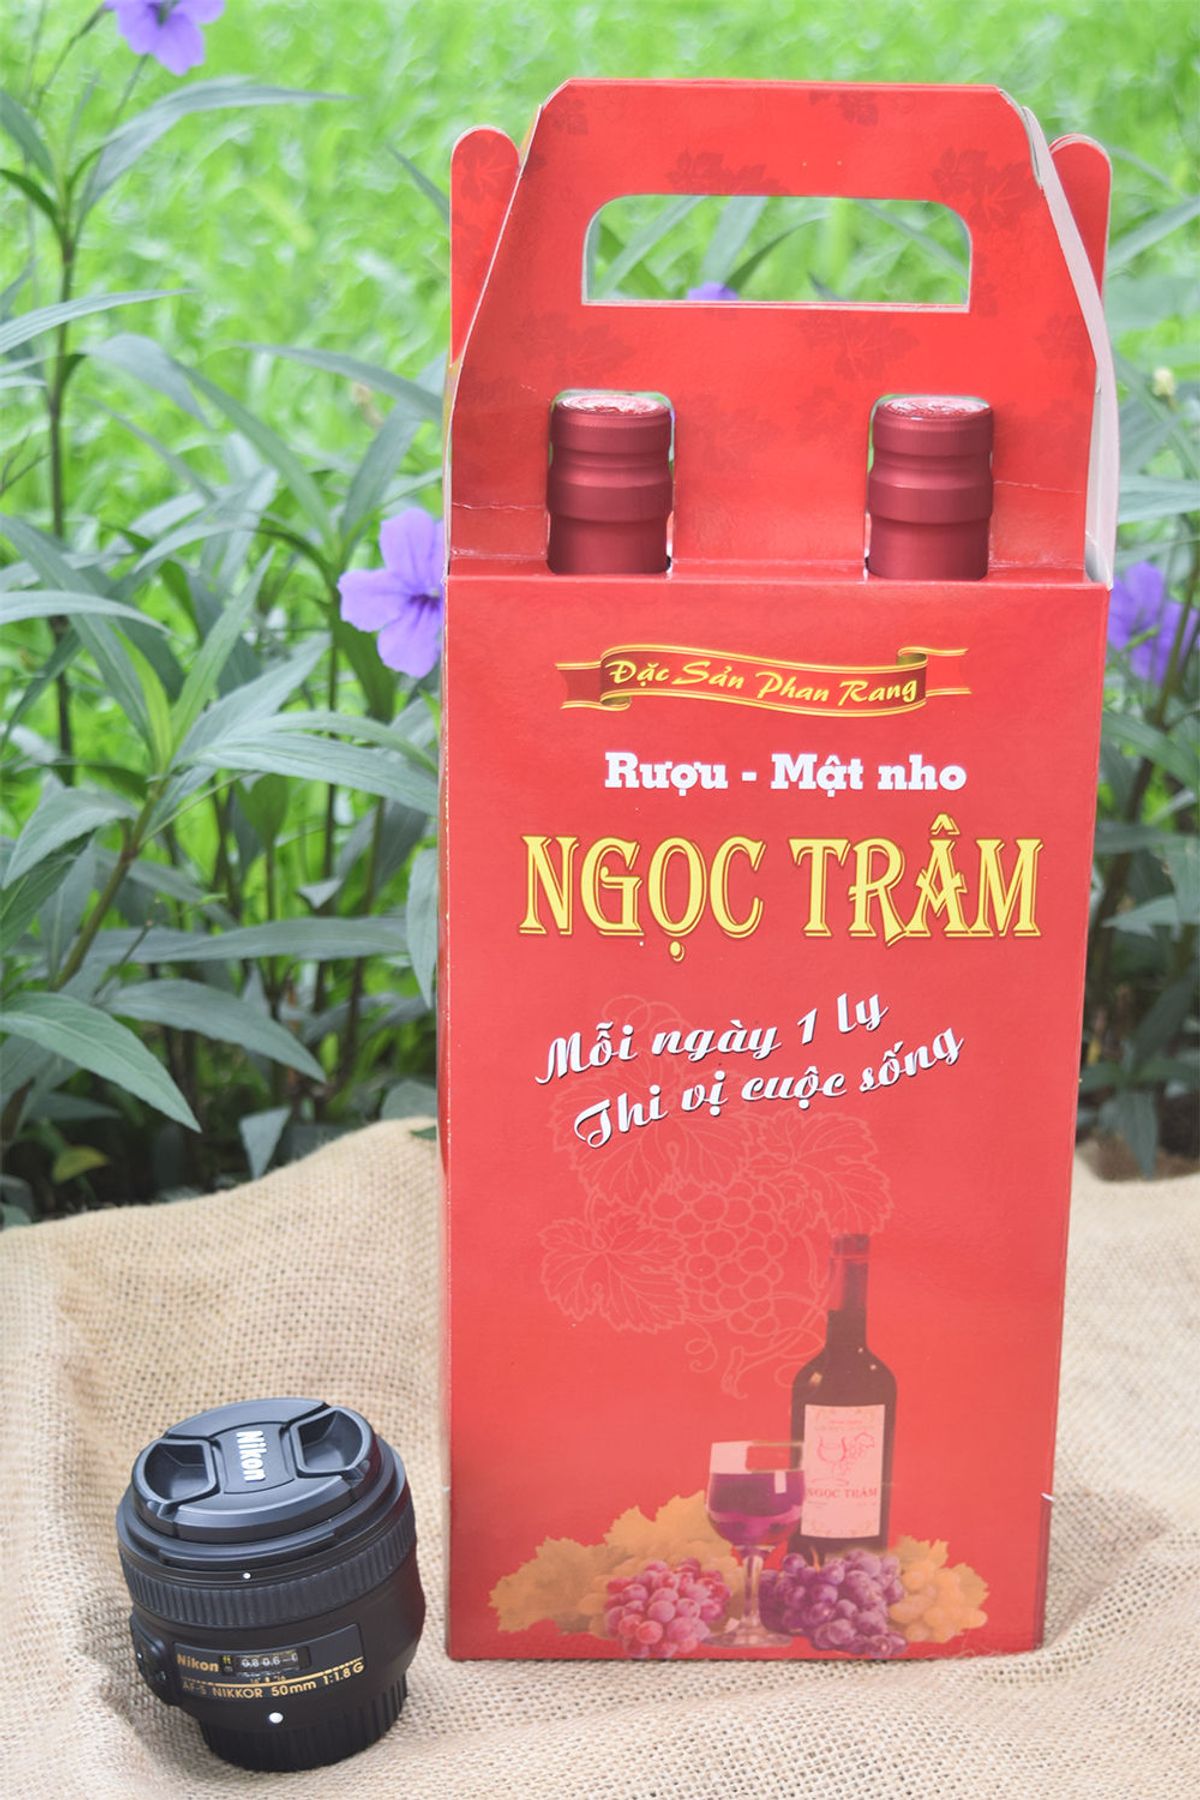 Đặc Sản Phan Rang
Rượu - Mật nho
NGỌC TRÂM
Mỗi ngày 1 ly
Thi vị cuộc sống
NGỌC TRÂM
Nikon
Nikon
AF-S NIKKOR 50mm 1:1.8 G